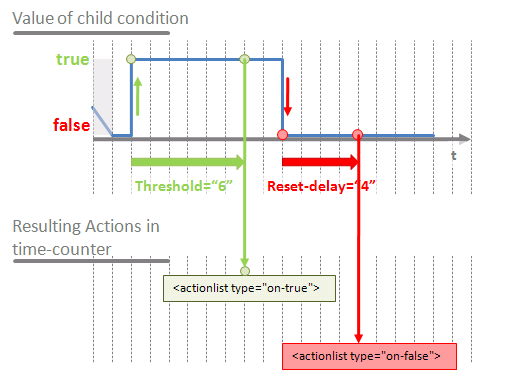 Value of child condition
true
false
t
Threshold=“6”
Reset-delay=“4”
Resulting Actions in
time-counter
<actionlist type="on-true">
<actionlist type="on-false">